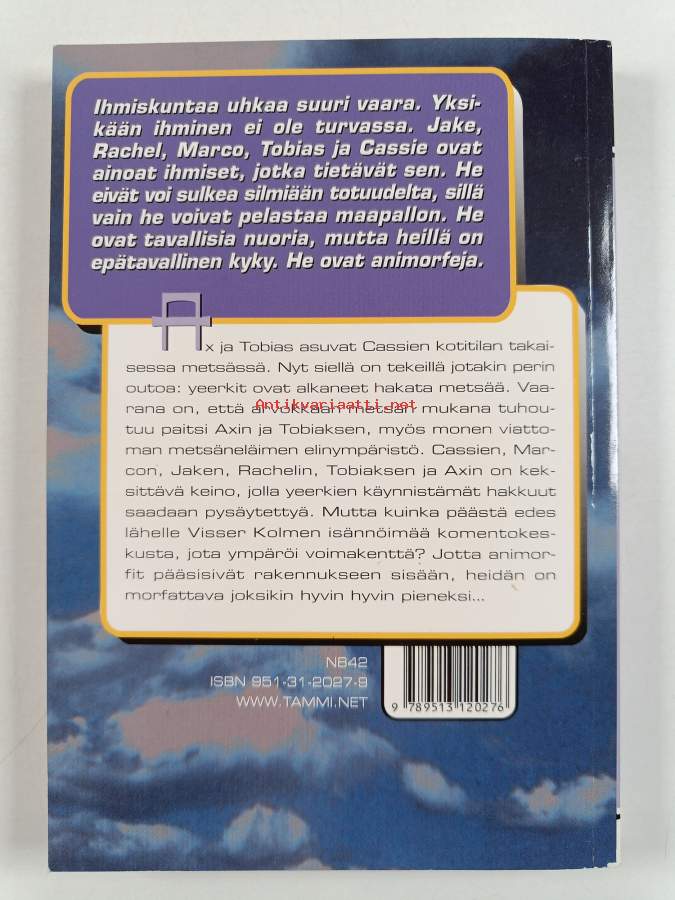 Ihmiskuntaa uhkaa suuri vaara. Yksi-
kään ihminen ei ole turvassa. Jake,
Rachel, Marco, Tobias ja Cassie ovat
ainoat ihmiset, jotka tietävät sen. He
eivät voi sulkea silmiään totuudelta, sillä
vain he voivat pelastaa maapallon. He
ovat tavallisia nuoria, mutta heillä on
epätavallinen kyky. He ovat animorfeja.
Ax ja Tobias asuvat Cassien kotitilan takai-
sessa metsässä. Nyt siellä on tekeillä jotakin perin
outoa: yeerkit ovat alkaneet hakata metsää. Vaa-
rana on, että arvokkaan metsän mukana tuhou-
Antikvariaatti.net
tuu paitsi Axin ja Tobiaksen, myös monen viatto-
man metsäneläimen elinympäristö. Cassien, Mar-
con, Jaken, Rachelin, Tobiaksen ja Axin on kek-
sittävä keino, jolla yeerkien käynnistämät hakkuut
saadaan pysäytettyä. Mutta kuinka päästä edes
lähelle Visser Kolmen isännöimää komentokes-
kusta, jota ympäröi voimakenttä? Jotta animor-
fit pääsisivät rakennukseen sisään, heidän on
morfattava joksikin hyvin hyvin pieneksi...
N842
ISBN 951-31-2027-9
WWW.TAMMI.NET
9 789513 120276